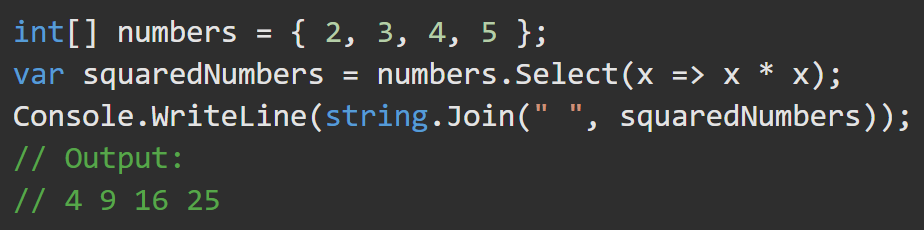 int[] numbers = { 2, 3, 4, 5 };
var squaredNumbers = numbers.Select(x => x * x);
Console.WriteLine(string.Join(" ", squaredNumbers));
// Output:
// 4 9 16 25